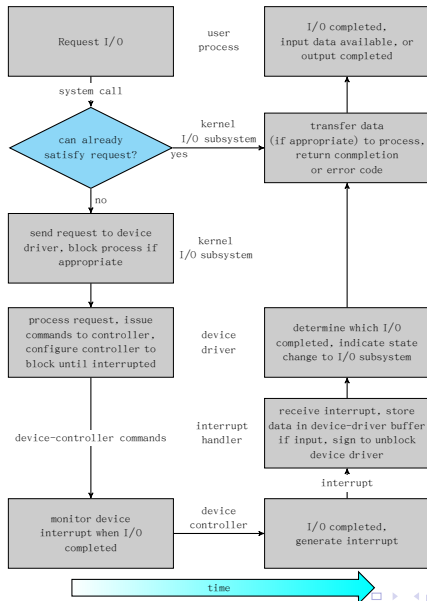 Request I/O
user
process
I/O completed,
input data available, or
output completed
system call
can already
satisfy request?
yes
kernel
I/O subsystem
transfer data
(if appropriate) to process,
return conmpletion
or error code
no
send request to device
driver, block process if
appropriate
kernel
I/O subsystem
process request, issue
commands to controller,
configure controller to
block until interrupted
device
driver
determine which I/O
completed, indicate state
change to I/O subsystem
device-controller commands
interrupt
handler
receive interrupt, store
data in device-driver buffer
if input, sign to unblock
device driver
interrupt
monitor device
interrupt when I/O
completed
device
controller
I/O completed,
generate interrupt
time